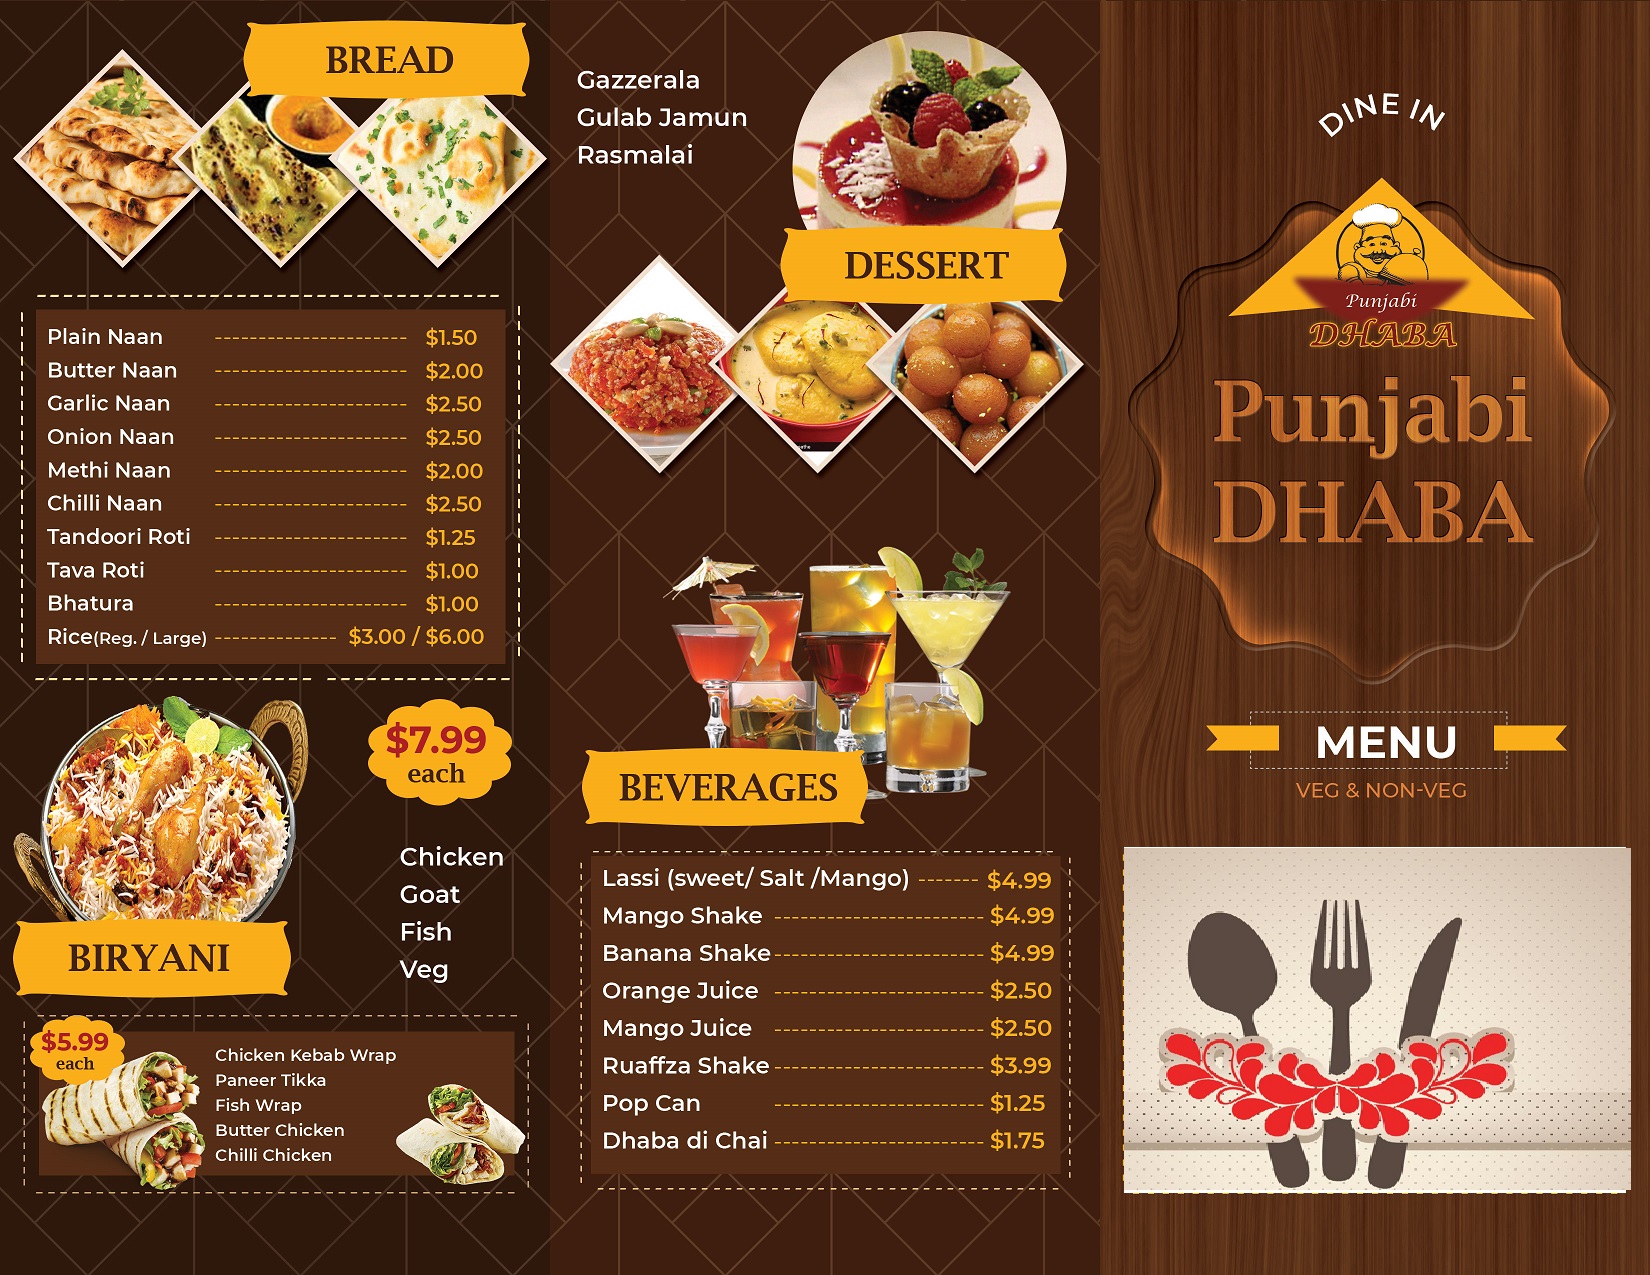 BREAD
Plain Naan ---------------------- $1.50
Butter Naan ---------------------- $2.00
Garlic Naan ---------------------- $2.50
Onion Naan ---------------------- $2.50
Methi Naan ---------------------- $2.00
Chilli Naan ---------------------- $2.50
Tandoori Roti ---------------------- $1.25
Tava Roti ---------------------- $1.00
Bhatura ---------------------- $1.00
Rice(Reg. / Large) -------------- $3.00 / $6.00
$7.99
each
Chicken
Goat
Fish
Veg
BIRYANI
$5.99
each
Chicken Kebab Wrap
Paneer Tikka
Fish Wrap
Butter Chicken
Chilli Chicken
Gazzerala
Gulab Jamun
Rasmalai
DESSERT
BEVERAGES
Lassi (sweet/ Salt /Mango) ------- $4.99
Mango Shake ------------------------ $4.99
Banana Shake ------------------------ $4.99
Orange Juice ------------------------ $2.50
Mango Juice ------------------------ $2.50
Ruaffza Shake ------------------------ $3.99
Pop Can ------------------------ $1.25
Dhaba di Chai ------------------------ $1.75
DINE IN
Punjabi
DHABA
Punjabi
DHABA
MENU
VEG & NON-VEG